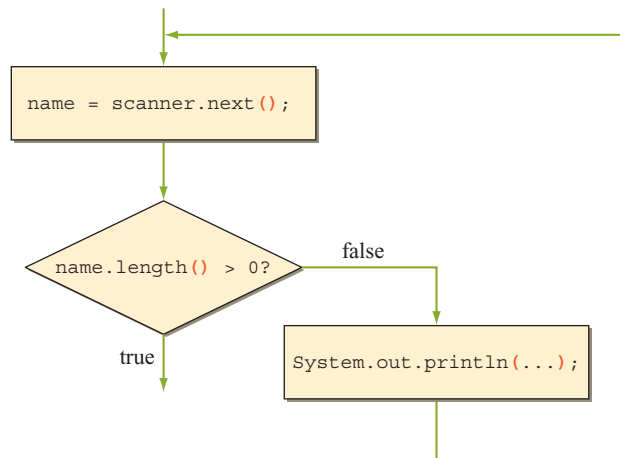 name = scanner.next();
name.length() > 0?
false
true
System.out.println(...);